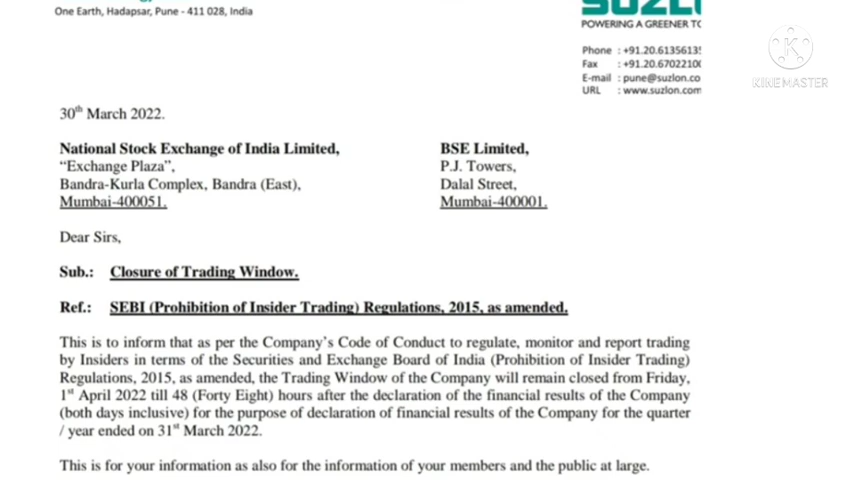 One Earth, Hadapsar, Pune - 411 028, India
POWERING A GREENER
Phone : +91.20.6135613
Fax : +91.20.6702210
E-mail : pune@suzlon.co
URL : www.suzlon.com
KINEMASTER
30th March 2022.
National Stock Exchange of India Limited,
“Exchange Plaza”,
Bandra-Kurla Complex, Bandra (East),
Mumbai-400051.
BSE Limited,
P.J. Towers,
Dalal Street,
Mumbai-400001.
Dear Sirs,
Sub.: Closure of Trading Window.
Ref.: SEBI (Prohibition of Insider Trading) Regulations, 2015, as amended.
This is to inform that as per the Company’s Code of Conduct to regulate, monitor and report trading
by Insiders in terms of the Securities and Exchange Board of India (Prohibition of Insider Trading)
Regulations, 2015, as amended, the Trading Window of the Company will remain closed from Friday,
1st April 2022 till 48 (Forty Eight) hours after the declaration of the financial results of the Company
(both days inclusive) for the purpose of declaration of financial results of the Company for the quarter
/ year ended on 31st March 2022.
This is for your information as also for the information of your members and the public at large.